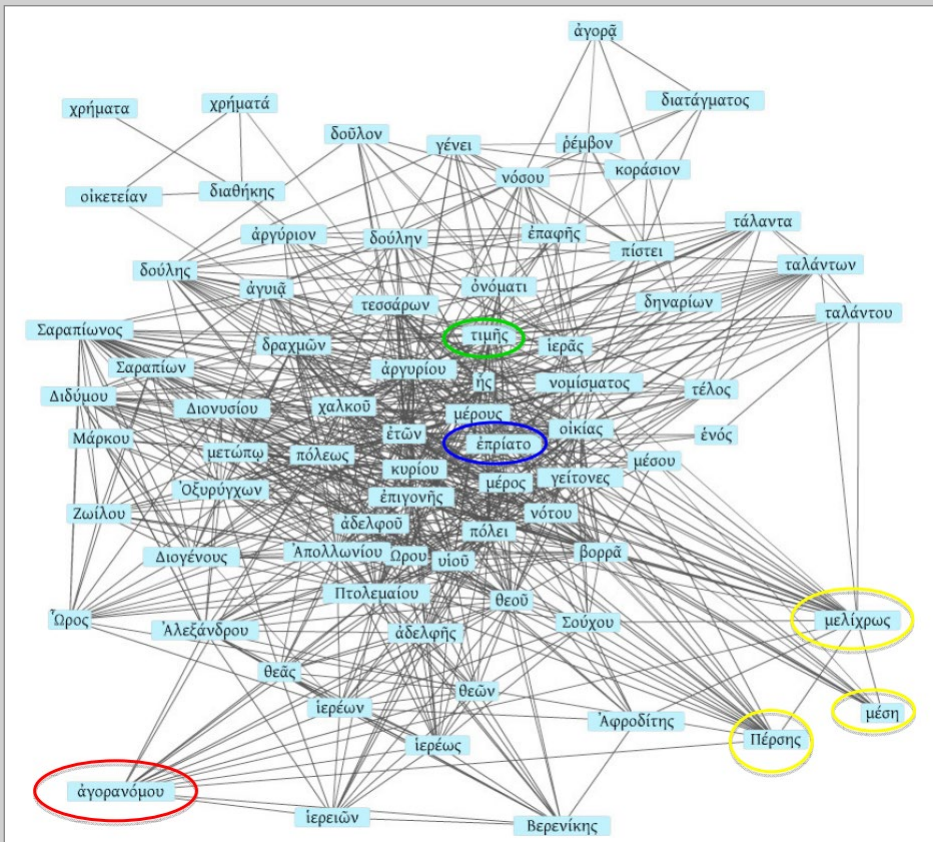 ἀγορᾷ
χρήματα
χρήματά
διατάγματος
δοῦλον
γένει
ῥέμβον
κοράσιον
νόσου
οἰκετείαν
διαθήκης
τάλαντα
ἀργύριον
δούλην
ἐπαφῆς
πίστει
ταλάντων
δούλης
ἀγυιᾷ
ὀνόματι
τεσσάρων
δηναρίων
ταλάντου
Σαραπίωνος
τιμῆς
δραχμῶν
ἱερᾶς
Σαραπίων
ἀργυρίου
ἧς
νομίσματος
τέλος
Διδύμου
Διονυσίου
χαλκοῦ
μέρους
οἰκίας
ἐτῶν
ἑνός
Μάρκου
ἐπρίατο
μετώπῳ
πόλεως
μέσου
κυρίου
γείτονες
μέρος
Ὀξυρύγχων
ἐπιγονῆς
νότου
Ζωίλου
ἀδελφοῦ
πόλει
Διογένους
Ἀπολλωνίου
Ὥρου
υἱοῦ
βορρᾶ
Πτολεμαίου
θεοῦ
Ὧρος
Σούχου
μελίχρως
Ἀλεξάνδρου
ἀδελφῆς
θεᾶς
θεῶν
ἱερέων
μέση
Ἀφροδίτης
Πέρσης
ἱερέως
ἀγορανόμου
ἱερειῶν
Βερενίκης